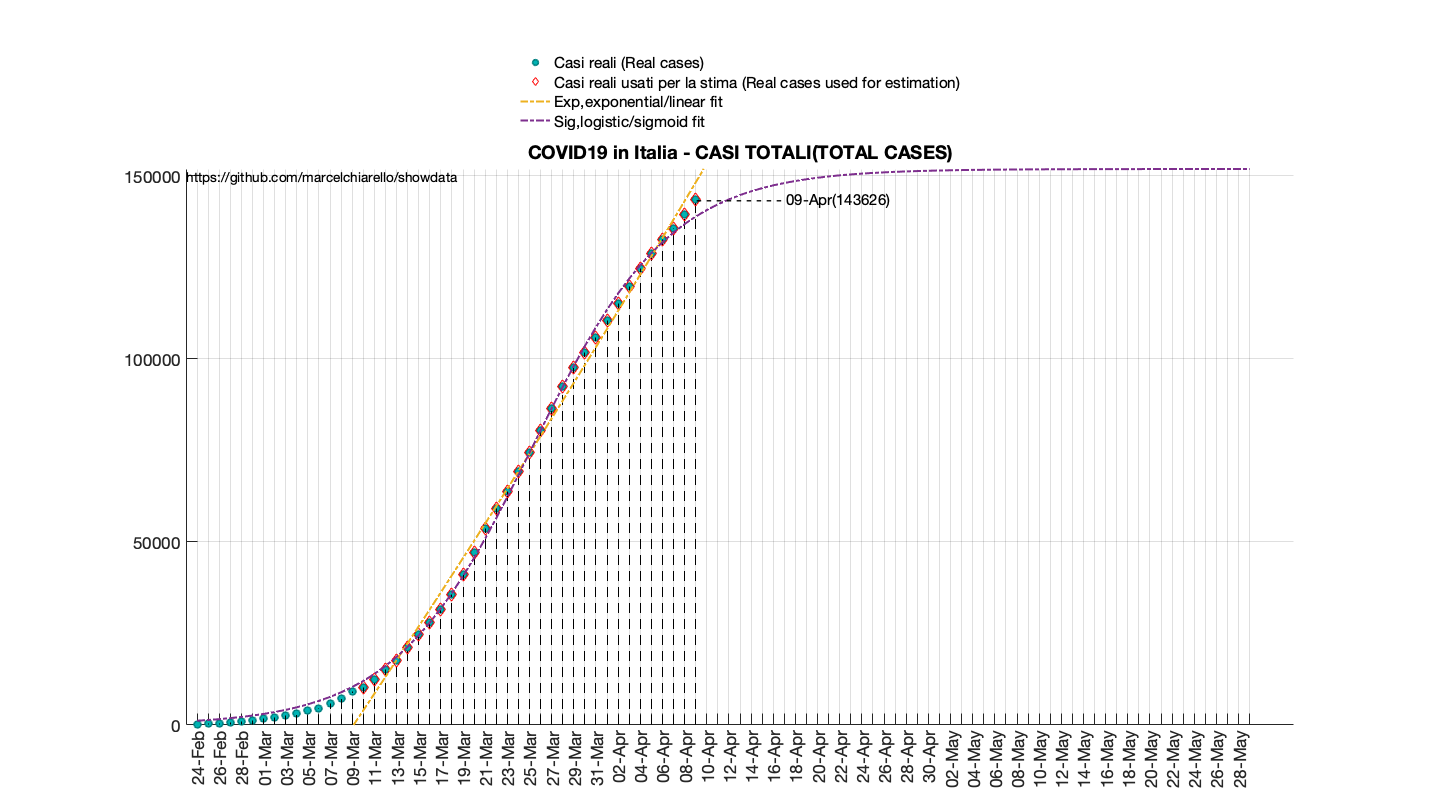 Casi reali (Real cases)
Casi reali usati per la stima (Real cases used for estimation)
Exp,exponential/linear fit
Sig,logistic/sigmoid fit
COVID19 in Italia - CASI TOTALI(TOTAL CASES)
https://github.com/marcelchiarello/showdata
150000
09-Apr(143626)
100000
50000
0
24-Feb
26-Feb
28-Feb
01-Mar
03-Mar
05-Mar
07-Mar
09-Mar
11-Mar
13-Mar
15-Mar
17-Mar
19-Mar
21-Mar
23-Mar
25-Mar
27-Mar
29-Mar
31-Mar
02-Apr
04-Apr
06-Apr
08-Apr
10-Apr
12-Apr
14-Apr
16-Apr
18-Apr
20-Apr
22-Apr
24-Apr
26-Apr
28-Apr
30-Apr
02-May
04-May
06-May
08-May
10-May
12-May
14-May
16-May
18-May
20-May
22-May
24-May
26-May
28-May